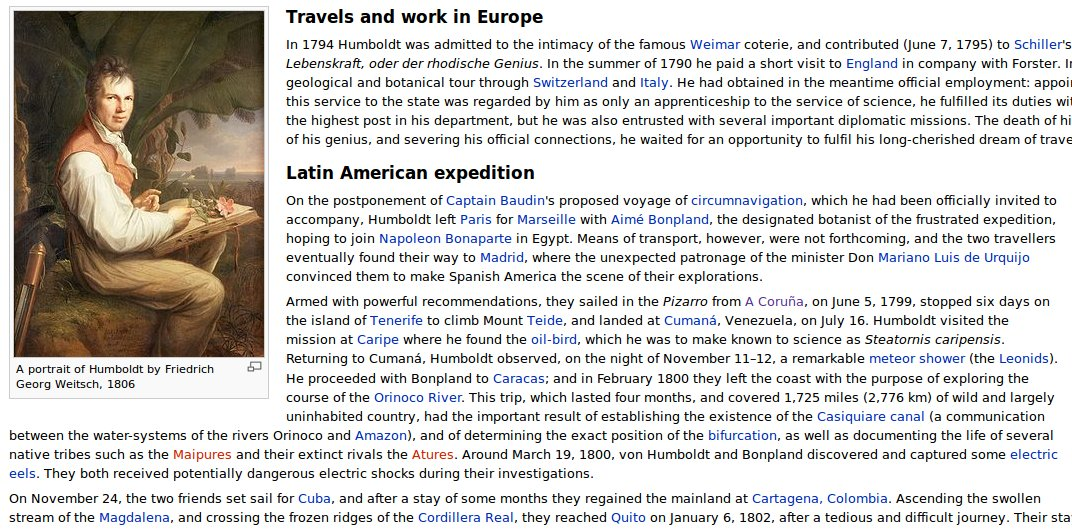 Travels and work in Europe
In 1794 Humboldt was admitted to the intimacy of the famous Weimar coterie, and contributed (June 7, 1795) to Schiller's
Lebenskraft, oder der rhodische Genius. In the summer of 1790 he paid a short visit to England in company with Forster. In
geological and botanical tour through Switzerland and Italy. He had obtained in the meantime official employment: appoi
this service to the state was regarded by him as only an apprenticeship to the service of science, he fulfilled its duties wit
the highest post in his department, but he was also entrusted with several important diplomatic missions. The death of hi
of his genius, and severing his official connections, he waited for an opportunity to fulfil his long-cherished dream of trave
Latin American expedition
On the postponement of Captain Baudin's proposed voyage of circumnavigation, which he had been officially invited to
accompany, Humboldt left Paris for Marseille with Aimé Bonpland, the designated botanist of the frustrated expedition,
hoping to join Napoleon Bonaparte in Egypt. Means of transport, however, were not forthcoming, and the two travellers
eventually found their way to Madrid, where the unexpected patronage of the minister Don Mariano Luis de Urquijo
convinced them to make Spanish America the scene of their explorations.
Armed with powerful recommendations, they sailed in the Pizarro from A Coruña, on June 5, 1799, stopped six days on
the island of Tenerife to climb Mount Teide, and landed at Cumaná, Venezuela, on July 16. Humboldt visited the
mission at Caripe where he found the oil-bird, which he was to make known to science as Steatornis caripensis.
Returning to Cumaná, Humboldt observed, on the night of November 11–12, a remarkable meteor shower (the Leonids).
He proceeded with Bonpland to Caracas; and in February 1800 they left the coast with the purpose of exploring the
course of the Orinoco River. This trip, which lasted four months, and covered 1,725 miles (2,776 km) of wild and largely
uninhabited country, had the important result of establishing the existence of the Casiquiare canal (a communication
between the water-systems of the rivers Orinoco and Amazon), and of determining the exact position of the bifurcation, as well as documenting the life of several
native tribes such as the Maipures and their extinct rivals the Atures. Around March 19, 1800, von Humboldt and Bonpland discovered and captured some electric
eels. They both received potentially dangerous electric shocks during their investigations.
On November 24, the two friends set sail for Cuba, and after a stay of some months they regained the mainland at Cartagena, Colombia. Ascending the swollen
stream of the Magdalena, and crossing the frozen ridges of the Cordillera Real, they reached Quito on January 6, 1802, after a tedious and difficult journey. Their sta
A portrait of Humboldt by Friedrich
Georg Weitsch, 1806